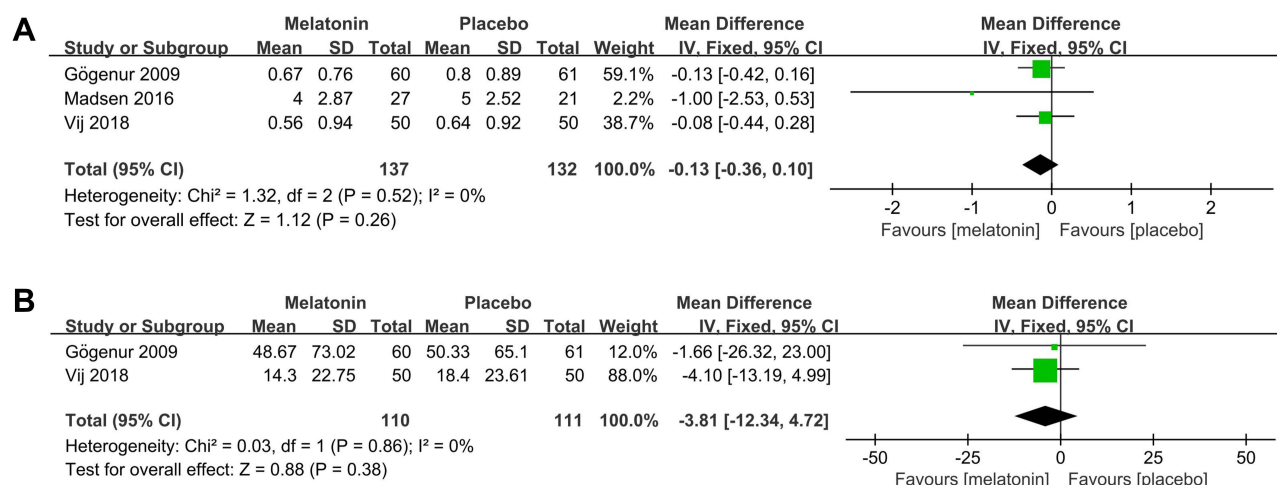 A
Melatonin Placebo Mean Difference Mean Difference
Study or Subgroup Mean SD Total Mean SD Total Weight IV, Fixed, 95% CI IV, Fixed, 95% CI
Gögenur 2009 0.67 0.76 60 0.8 0.89 61 59.1% -0.13 [-0.42, 0.16]
Madsen 2016 4 2.87 27 5 2.52 21 2.2% -1.00 [-2.53, 0.53]
Vij 2018 0.56 0.94 50 0.64 0.92 50 38.7% -0.08 [-0.44, 0.28]
Total (95% CI) 137 132 100.0% -0.13 [-0.36, 0.10]
Heterogeneity: Chi² = 1.32, df = 2 (P = 0.52); I² = 0%
Test for overall effect: Z = 1.12 (P = 0.26)
-2 -1 0 1 2
Favours [melatonin] Favours [placebo]
B
Melatonin Placebo Mean Difference Mean Difference
Study or Subgroup Mean SD Total Mean SD Total Weight IV, Fixed, 95% CI IV, Fixed, 95% CI
Gögenur 2009 48.67 73.02 60 50.33 65.1 61 12.0% -1.66 [-26.32, 23.00]
Vij 2018 14.3 22.75 50 18.4 23.61 50 88.0% -4.10 [-13.19, 4.99]
Total (95% CI) 110 111 100.0% -3.81 [-12.34, 4.72]
Heterogeneity: Chi² = 0.03, df = 1 (P = 0.86); I² = 0%
Test for overall effect: Z = 0.88 (P = 0.38)
-50 -25 0 25 50
Favours [melatonin] Favours [placebo]